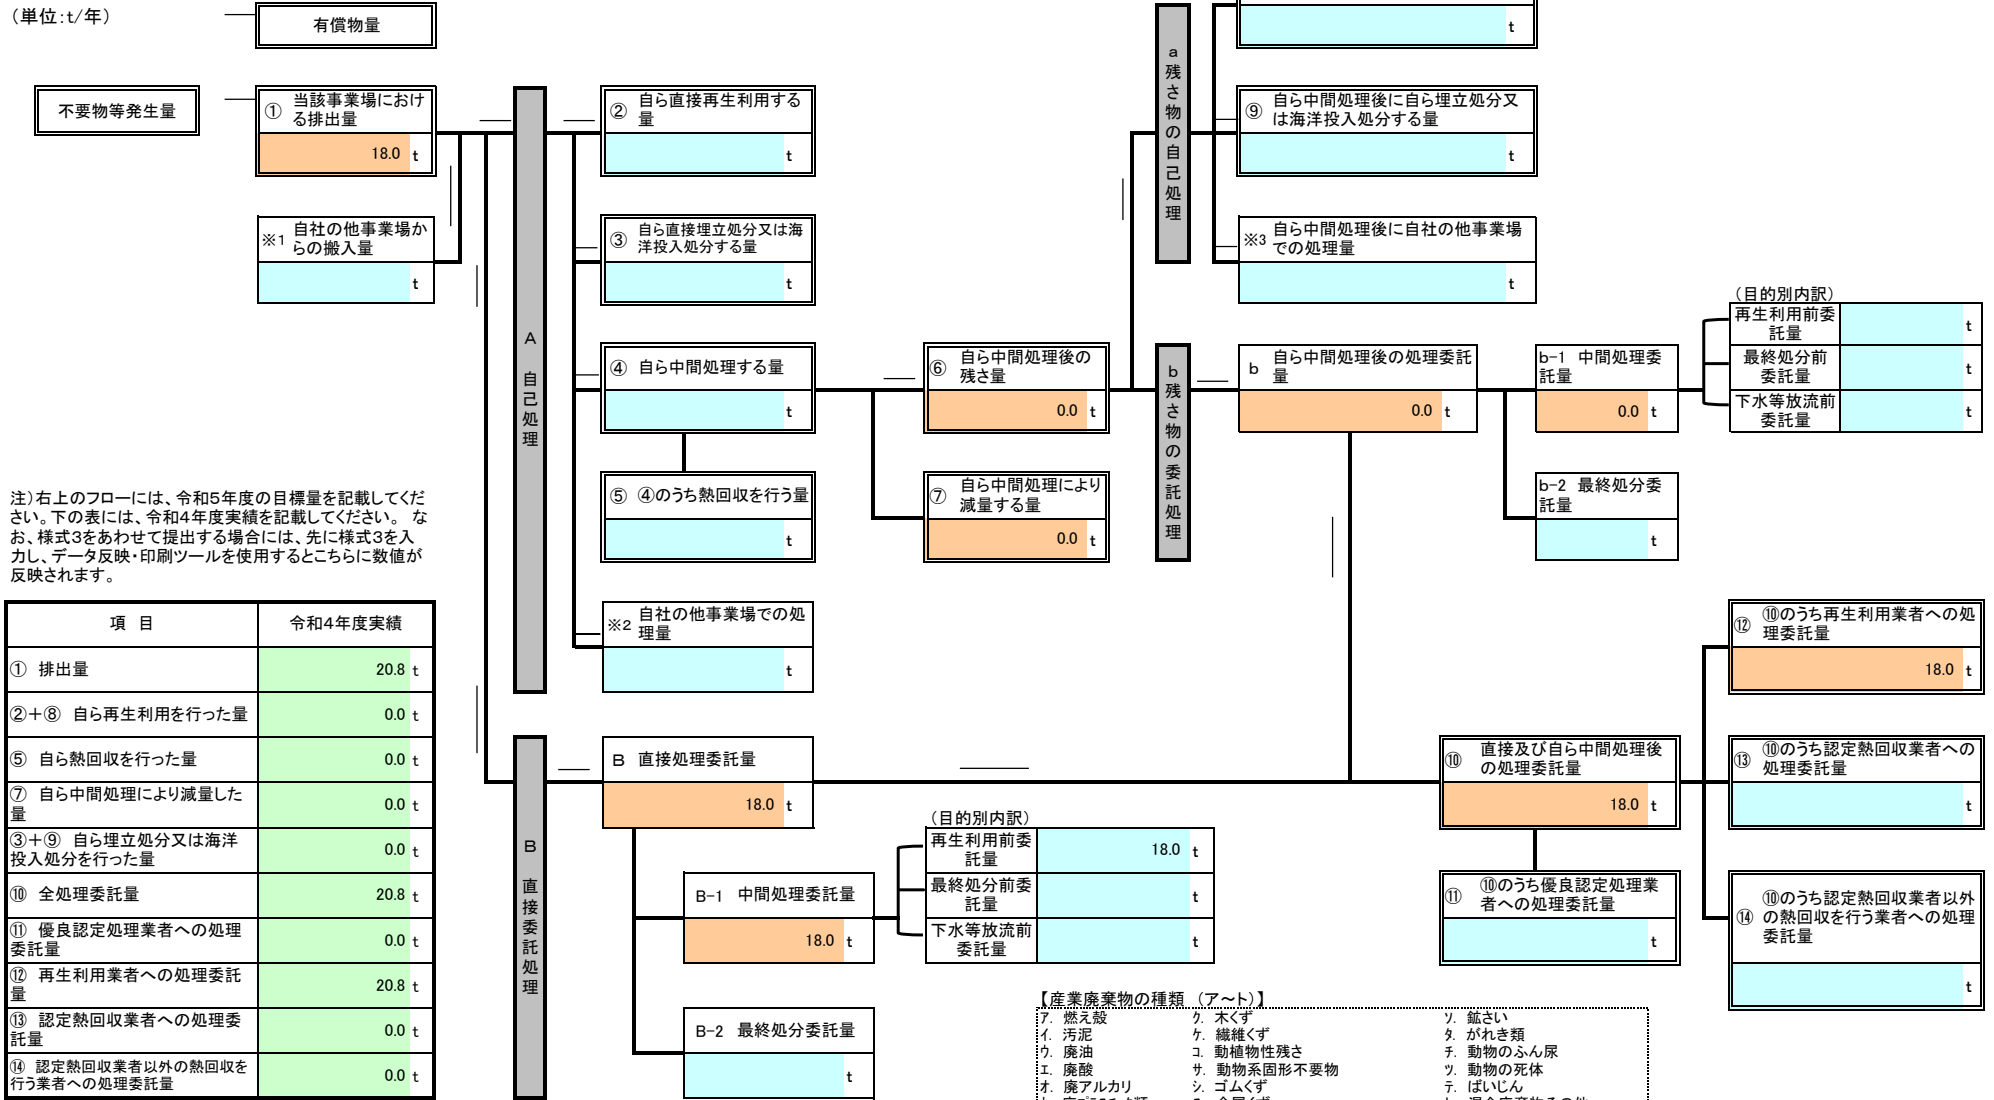 （単位：t/年）
有償物量
t
不要物等発生量
① 当該事業場におけ
る排出量
18.0 t
※1 自社の他事業場か
らの搬入量
t
A 自己処理
② 自ら直接再生利用する
量
t
③ 自ら直接埋立処分又は海
洋投入処分する量
t
④ 自ら中間処理する量
t
⑤ ④のうち熱回収を行う量
t
※2 自社の他事業場での処
理量
t
⑥ 自ら中間処理後の
残さ量
0.0 t
⑦ 自ら中間処理により
減量する量
0.0 t
a 残さ物の自己処理
⑨ 自ら中間処理後に自ら埋立処分又
は海洋投入処分する量
t
※3 自ら中間処理後に自社の他事業場
での処理量
t
b 残さ物の委託処理
b 自ら中間処理後の処理委託
量
0.0 t
b-1 中間処理委
託量
0.0 t
（目的別内訳）
再生利用前委
託量
t
最終処分前
委託量
t
下水等放流前
委託量
t
b-2 最終処分委
託量
t
注）右上のフローには、令和５年度の目標量を記載してくだ
さい。下の表には、令和４年度実績を記載してください。 な
お、様式３をあわせて提出する場合には、先に様式３を入
力し、データ反映・印刷ツールを使用するとこちらに数値が
反映されます。
項 目 令和４年度実績
① 排出量 20.8 t
②＋⑧ 自ら再生利用を行った量 0.0 t
⑤ 自ら熱回収を行った量 0.0 t
⑦ 自ら中間処理により減量した
量 0.0 t
③＋⑨ 自ら埋立処分又は海洋
投入処分を行った量 0.0 t
⑩ 全処理委託量 20.8 t
⑪ 優良認定処理業者への処理
委託量 0.0 t
⑫ 再生利用業者への処理委託
量 20.8 t
⑬ 認定熱回収業者への処理委
託量 0.0 t
⑭ 認定熱回収業者以外の熱回収を
行う業者への処理委託量 0.0 t
B 直接委託処理
B 直接処理委託量
18.0 t
B-1 中間処理委託量
18.0 t
（目的別内訳）
再生利用前委
託量
18.0 t
最終処分前委
託量
t
下水等放流前
委託量
t
B-2 最終処分委託量
t
⑩ 直接及び自ら中間処理後
の処理委託量
18.0 t
⑪ ⑩のうち優良認定処理業
者への処理委託量
t
⑫ ⑩のうち再生利用業者への処
理委託量
18.0 t
⑬ ⑩のうち認定熱回収業者への
処理委託量
t
⑭ ⑩のうち認定熱回収業者以外
の熱回収を行う業者への処理
委託量
t
【産業廃棄物の種類 （ア～ト）】
ア. 燃え殻 ク. 木くず ソ. 鉱さい
イ. 汚泥 ケ. 繊維くず タ. がれき類
ウ. 廃油 コ. 動植物性残さ チ. 動物のふん尿
エ. 廃酸 サ. 動物系固形不要物 ツ. 動物の死体
オ. 廃アルカリ シ. ゴムくず テ. ばいじん